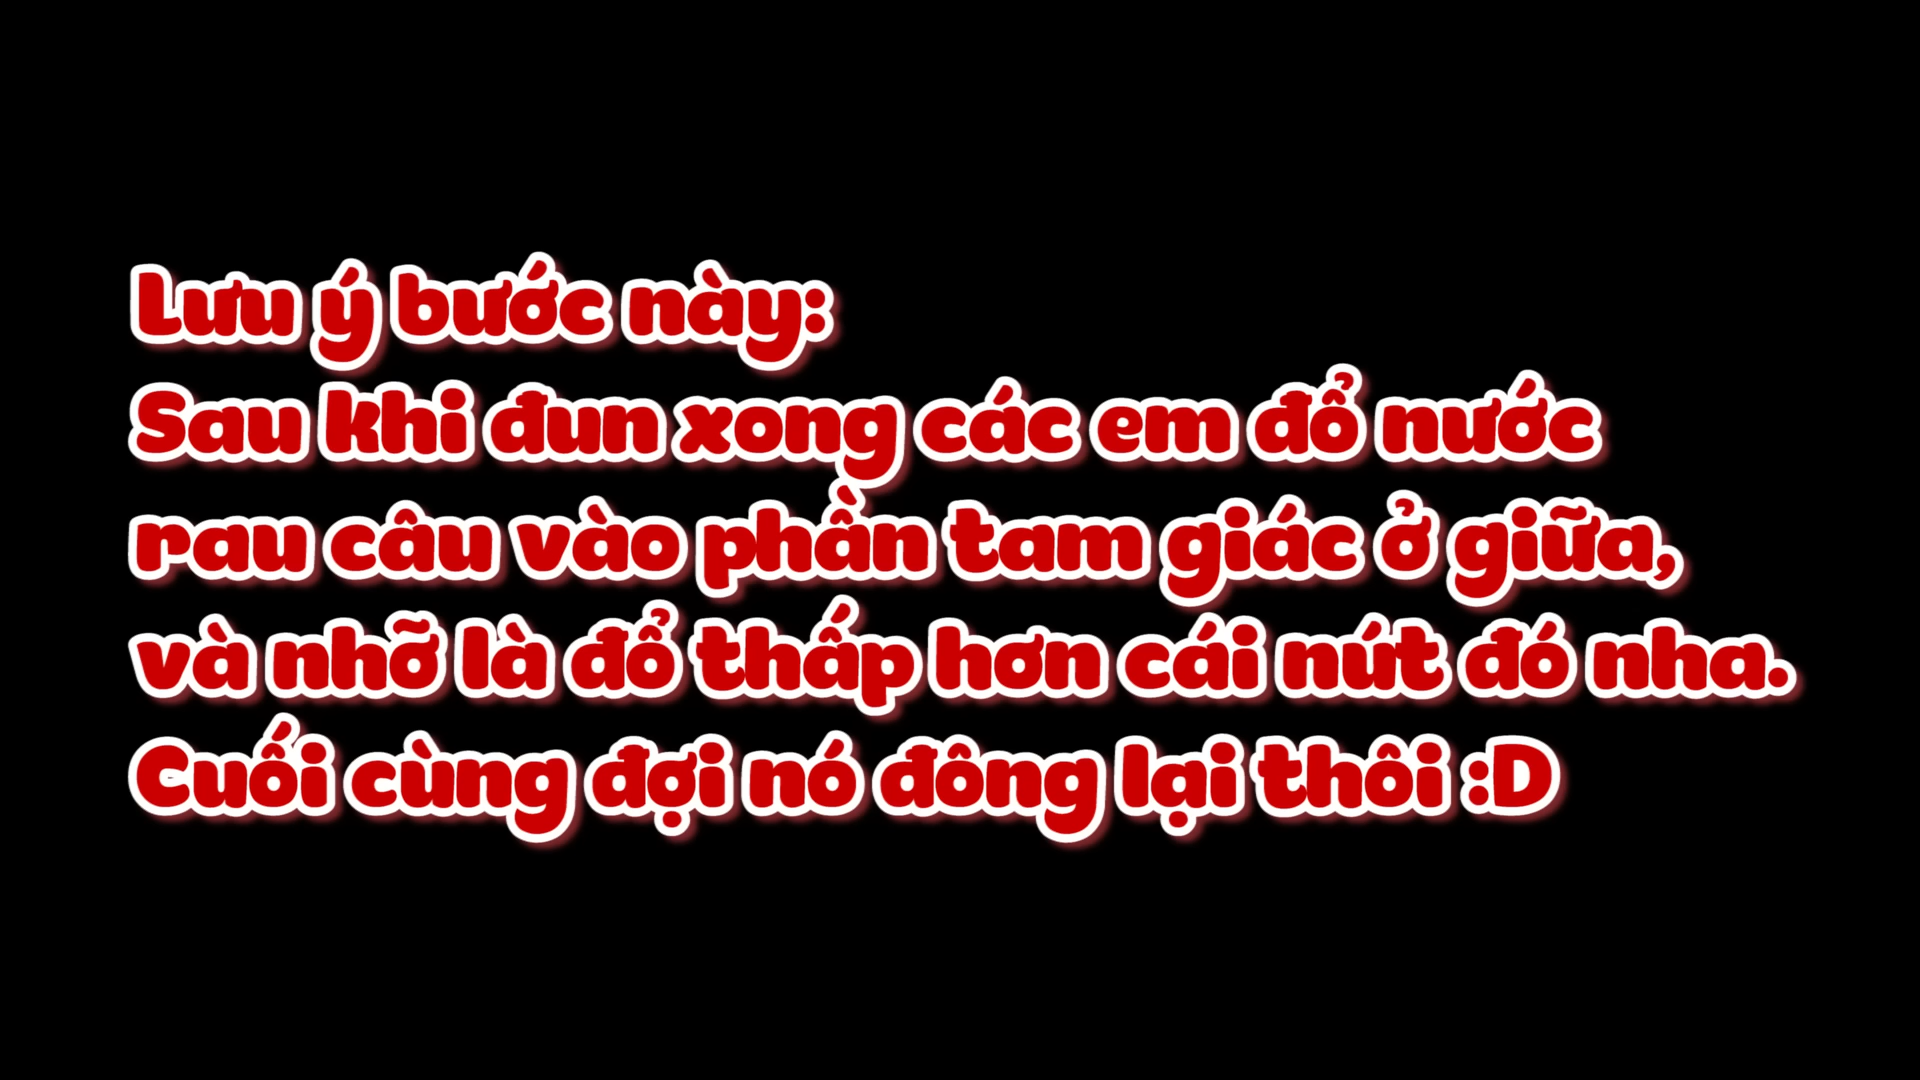 Lưu ý bước này:
Sau khi đun xong các em đổ nước
rau câu vào phần tam giác ở giữa,
và nhỡ là đổ thấp hơn cái nút đó nha.
Cuối cùng đợi nó đông lại thôi :D